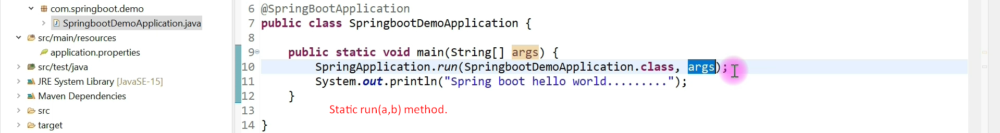 com.springboot.demo
SpringbootDemoApplication.java
src/main/resources
application.properties
src/test/java
JRE System Library [JavaSE-15]
Maven Dependencies
src
target
6 @SpringBootApplication
7 public class SpringbootDemoApplication {
8
9 public static void main(String[] args) {
10 SpringApplication.run(SpringbootDemoApplication.class, args);
11 System.out.println("Spring boot hello world.........");
12 }
13
Static run(a,b) method.
14 }